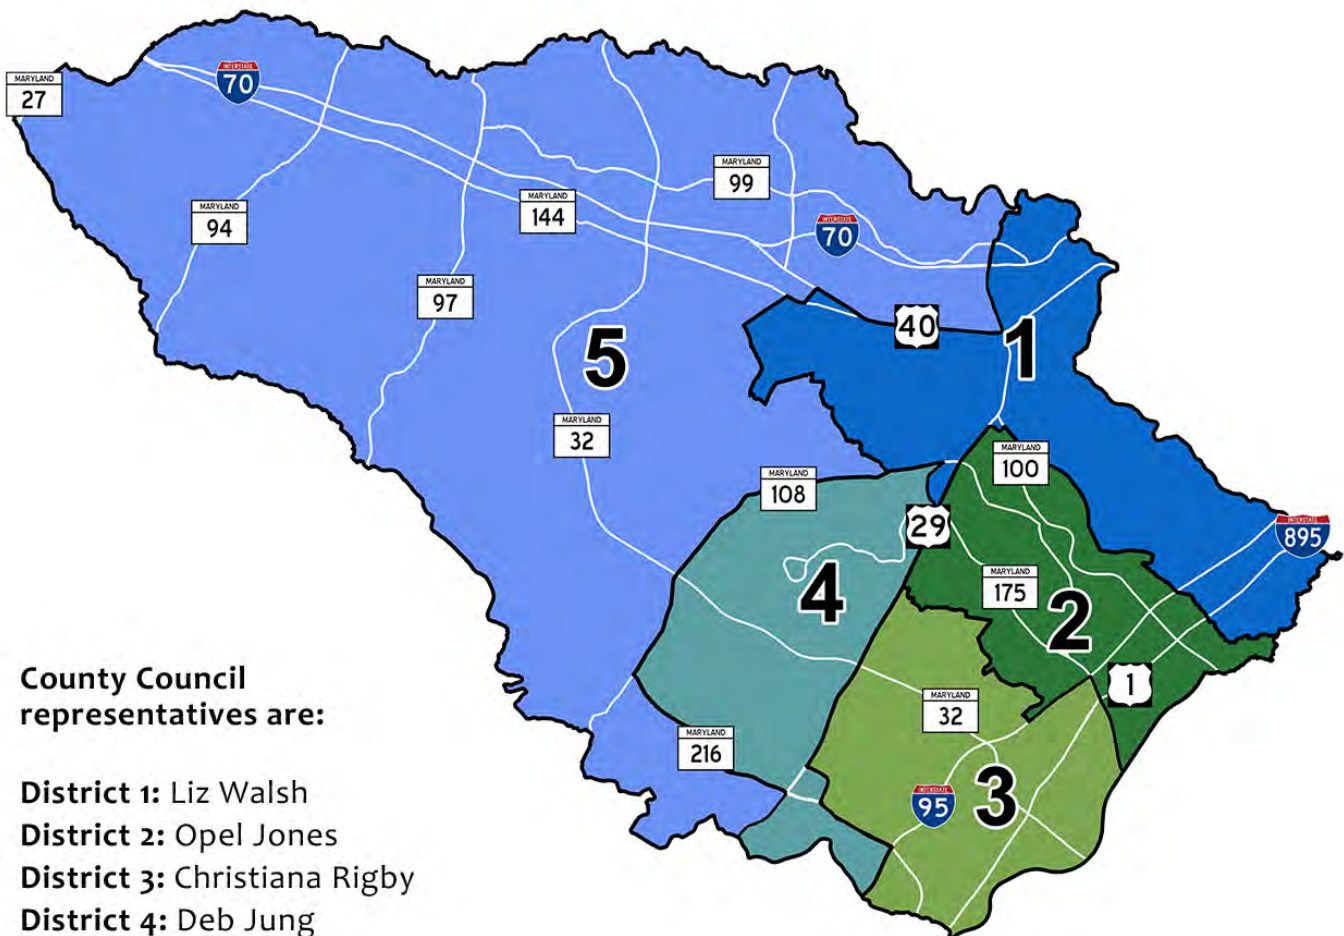 MARYLAND
27
INTERSTATE
70
MARYLAND
94
MARYLAND
97
MARYLAND
144
MARYLAND
99
INTERSTATE
70
40
1
5
MARYLAND
32
MARYLAND
108
MARYLAND
100
29
INTERSTATE
895
4
MARYLAND
175
2
1
MARYLAND
32
MARYLAND
216
INTERSTATE
95
3
County Council
representatives are:
District 1: Liz Walsh
District 2: Opel Jones
District 3: Christiana Rigby
District 4: Deb Jung